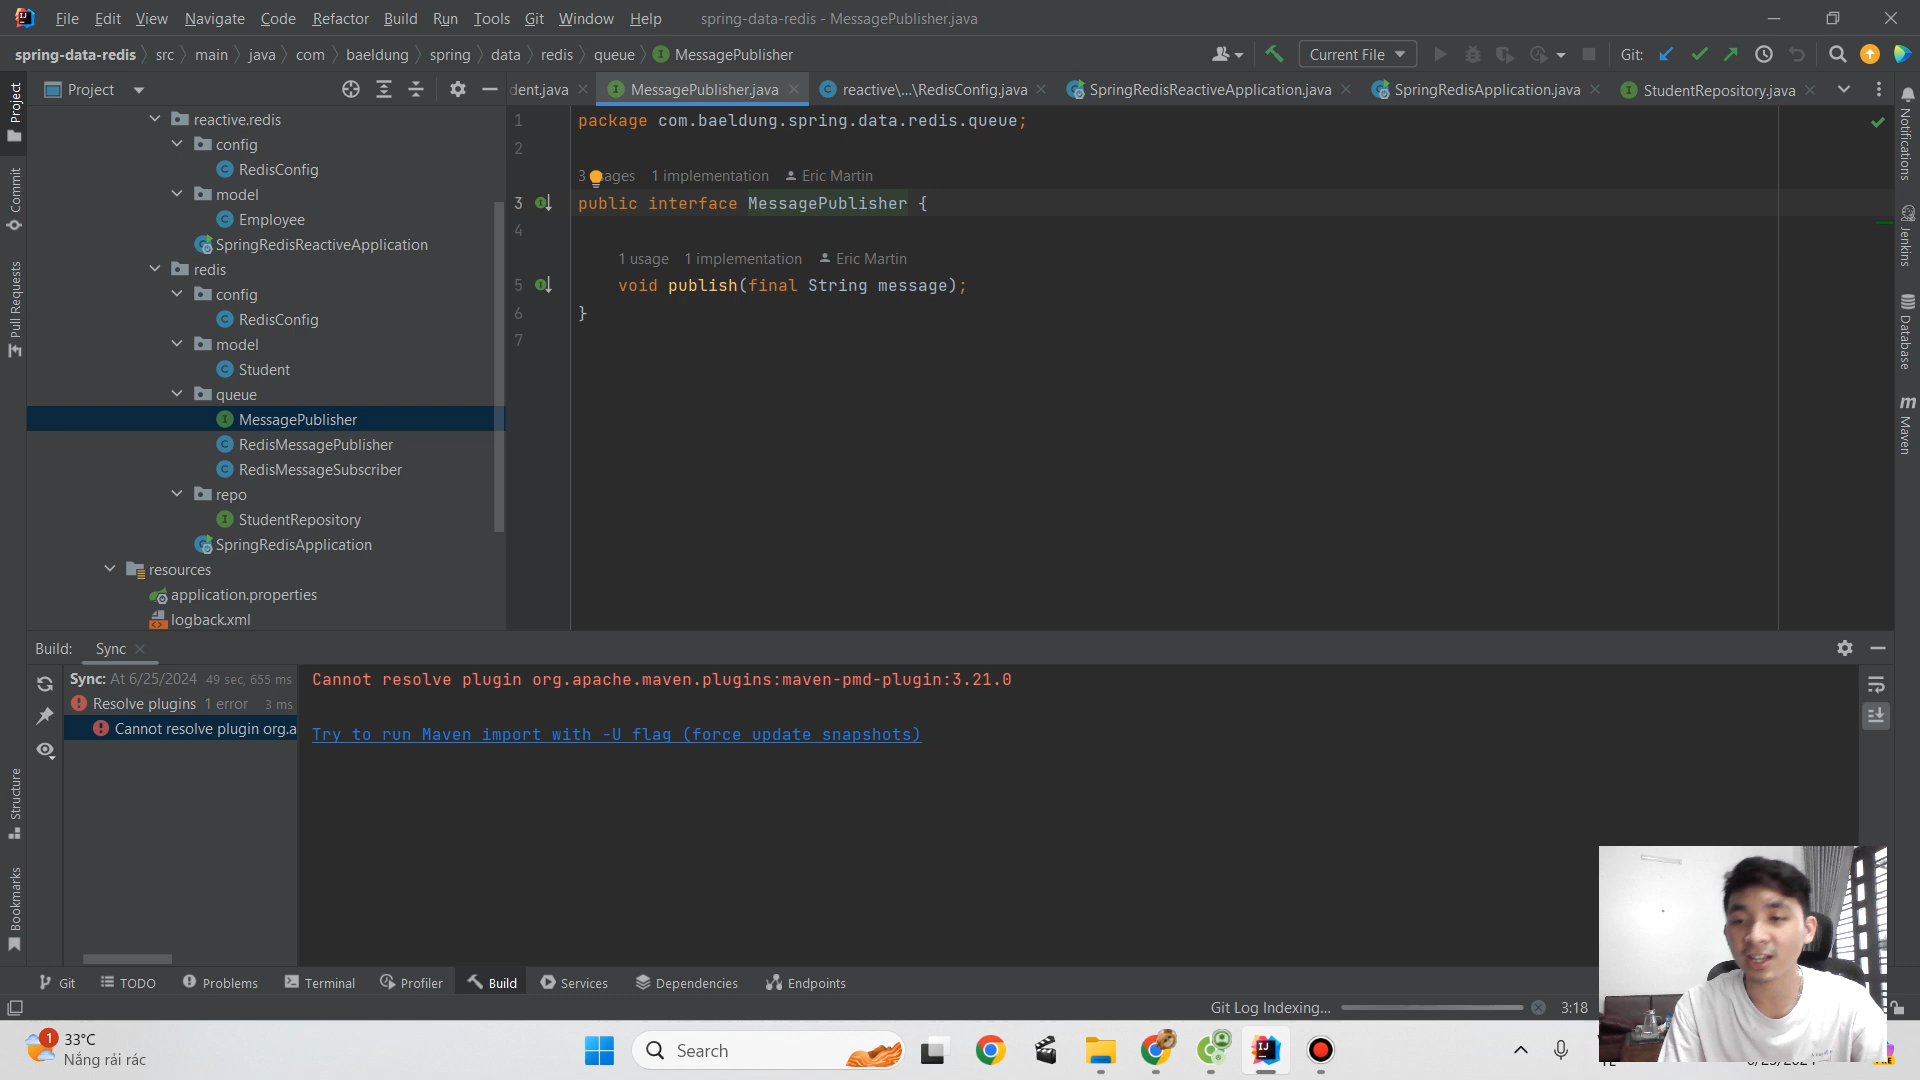 File Edit View Navigate Code Refactor Build Run Tools Git Window Help spring-data-redis - MessagePublisher.java
spring-data-redis src main java com baeldung spring data redis queue MessagePublisher Current File Git:
Project dent.java MessagePublisher.java reactive\...\RedisConfig.java SpringRedisReactiveApplication.java SpringRedisApplication.java StudentRepository.java
Project
Commit
Pull Requests
Structure
Bookmarks
reactive.redis
config
RedisConfig
model
Employee
SpringRedisReactiveApplication
redis
config
RedisConfig
model
Student
queue
MessagePublisher
RedisMessagePublisher
RedisMessageSubscriber
repo
StudentRepository
SpringRedisApplication
resources
application.properties
logback.xml
1 package com.baeldung.spring.data.redis.queue;
2
3 usages 1 implementation Eric Martin
3 public interface MessagePublisher {
4
1 usage 1 implementation Eric Martin
5 void publish(final String message);
6 }
7
Notifications
Jenkins
Database
Maven
Build: Sync
Sync: At 6/25/2024 49 sec, 655 ms
Resolve plugins 1 error 3 ms
Cannot resolve plugin org.a
Cannot resolve plugin org.apache.maven.plugins:maven-pmd-plugin:3.21.0
Try to run Maven import with -U flag (force update snapshots)
Git TODO Problems Terminal Profiler Build Services Dependencies Endpoints
Git Log Indexing... 3:18
1 33°C
Nắng rải rác
Search